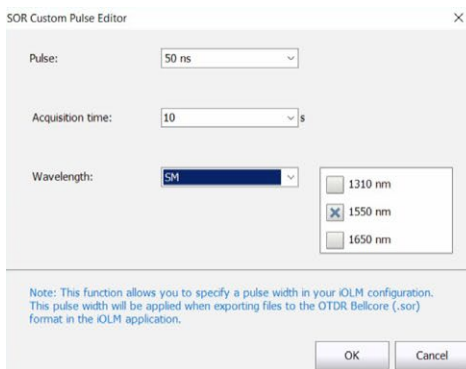 SOR Custom Pulse Editor
Pulse: 50 ns
Acquisition time: 10 s
Wavelength: SM
1310 nm
1550 nm
1650 nm
Note: This function allows you to specify a pulse width in your iOLM configuration.
This pulse width will be applied when exporting files to the OTDR Bellcore (.sor)
format in the iOLM application.
OK Cancel